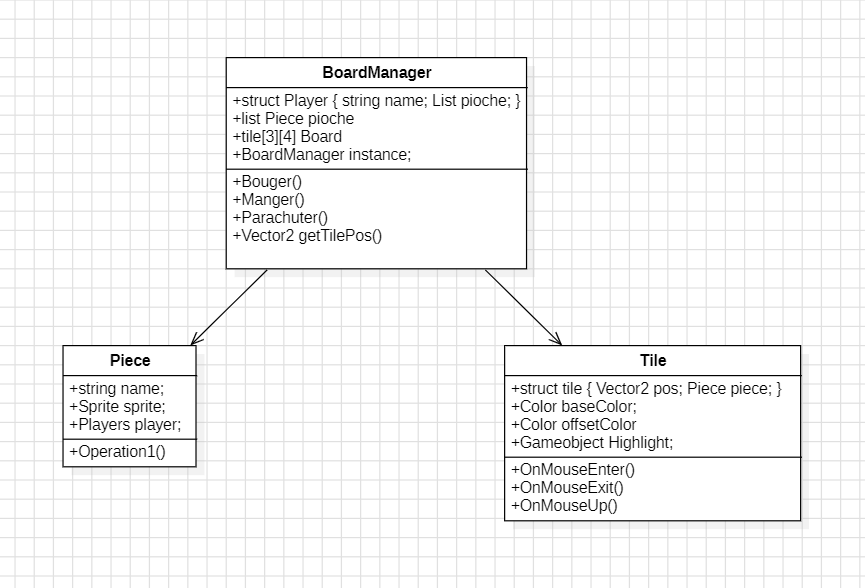 BoardManager
+struct Player { string name; List pioche; }
+list Piece pioche
+tile[3][4] Board
+BoardManager instance;
+Bouger()
+Manger()
+Parachuter()
+Vector2 getTilePos()
Piece
+string name;
+Sprite sprite;
+Players player;
+Operation1()
Tile
+struct tile { Vector2 pos; Piece piece; }
+Color baseColor;
+Color offsetColor
+Gameobject Highlight;
+OnMouseEnter()
+OnMouseExit()
+OnMouseUp()